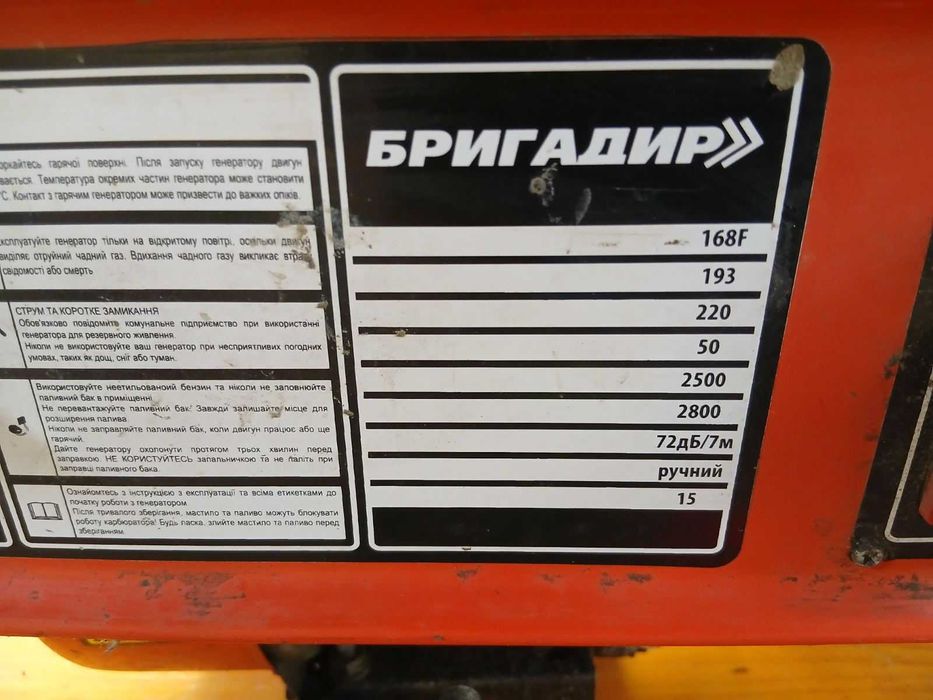 гарячої поверхні. Після запуску генератору двигун
Температура окремих частин генератора може становити
°C. Контакт з гарячим генератором може призвести до важких опіків.
генератор тільки на відкритому повітрі, оскільки двигун
отруйний чадний газ. Вдихання чадного газу викликає
свідомості або смерть
СТРУМ ТА КОРОТКЕ ЗАМИКАННЯ
Обов'язково повідоміть комунальне підприємство при використанні
генератора для резервного живлення.
Ніколи не використовуйте ваш генератор при несприятливих погодних
умовах, таких як дощ, сніг або туман.
Використовуйте неетильований бензин та ніколи не заповнюйте
паливний бак в приміщенні
Не перевантажуйте паливний бак! Завжди залишайте місце для
розширення палива
Ніколи не заправляйте паливний бак, коли двигун працює або ще
гарячий.
Дайте генератору охолонути протягом трьох хвилин перед
заправкою. НЕ КОРИСТУЙТЕСЬ запальничкою та не паліть при
заправці паливного бака.
Ознайомтесь з інструкцією з експлуатації та всіма етикетками до
початку роботи з генератором
Після тривалого зберігання, мастило та паливо можуть блокувати
роботу карбюратора! Будь ласка, злийте мастило та паливо перед
зберіганням.
БРИГАДИР
168F
193
220
50
2500
2800
72дБ/7м
ручний
15